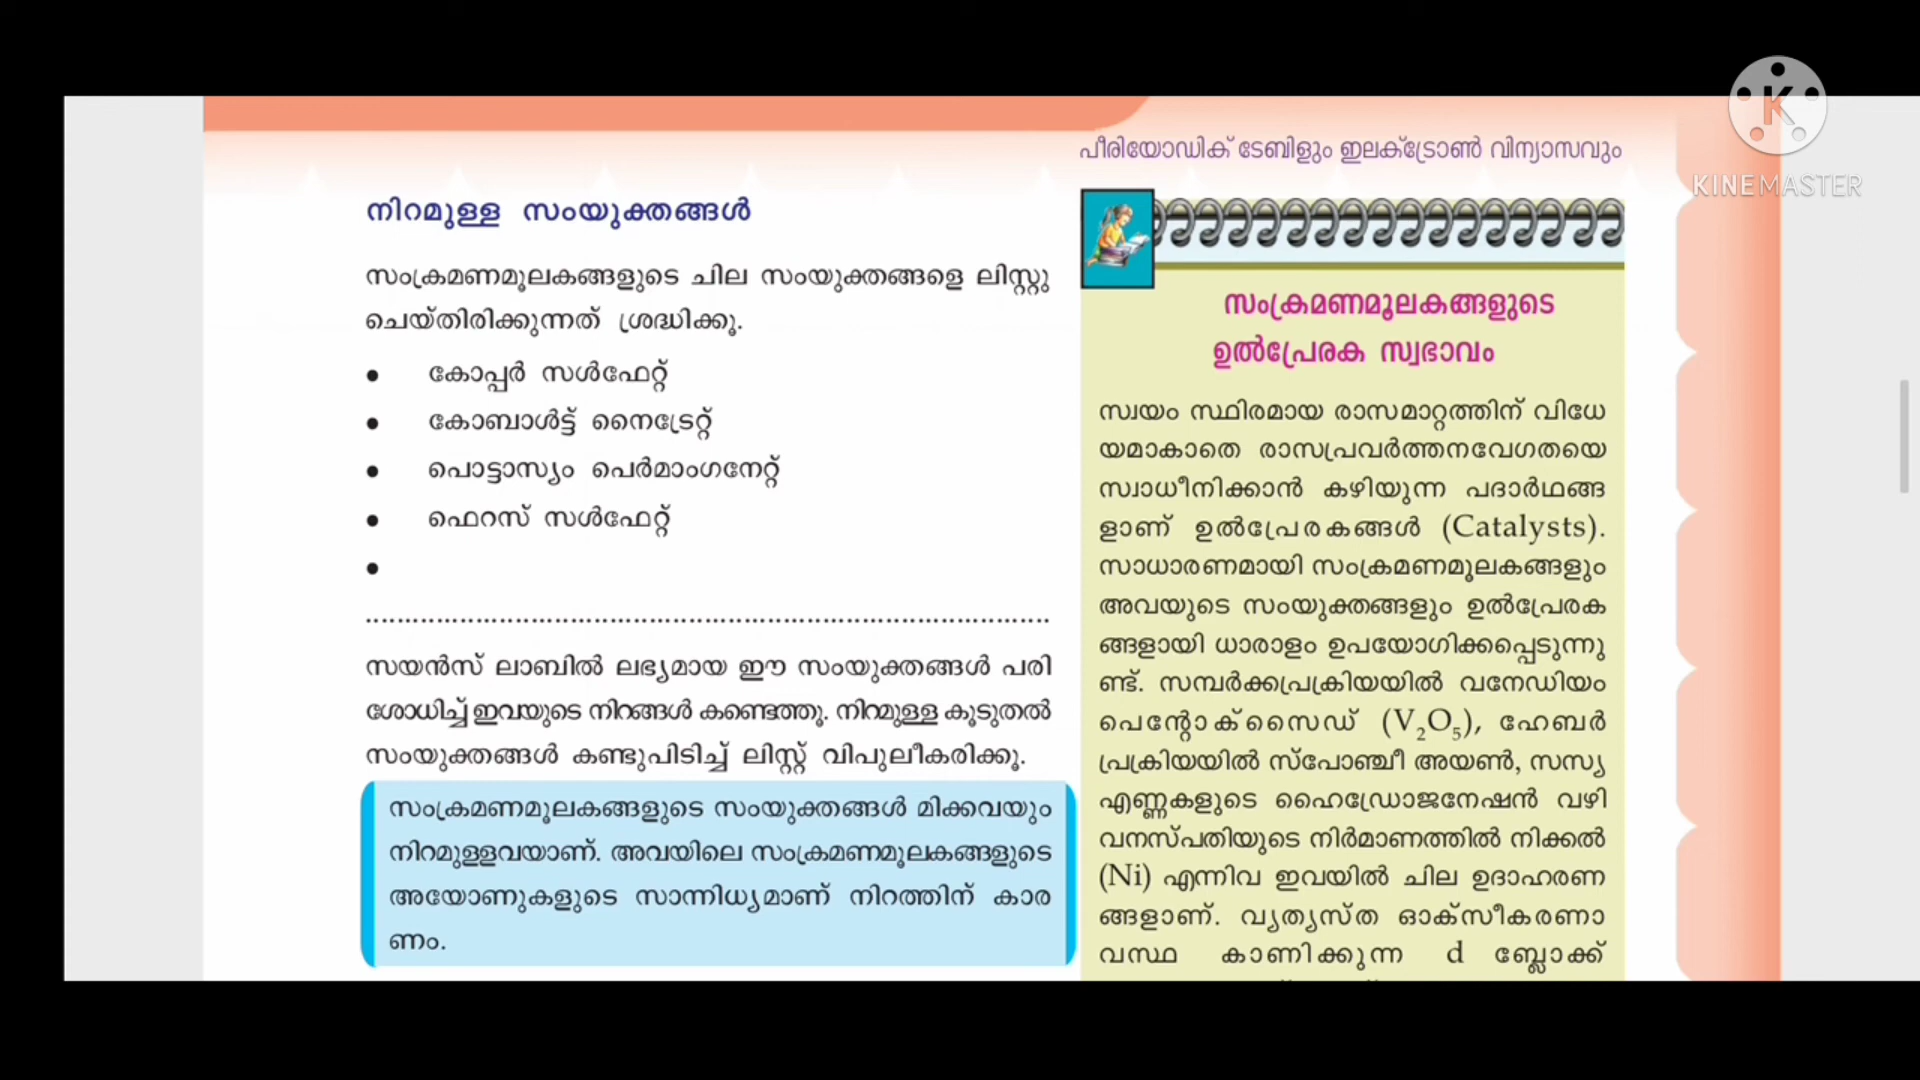 പീരിയോഡിക് ടേബിളും ഇലക്ട്രോൺ വിന്യാസവും
KINEMASTER
നിറമുള്ള സംയുക്തങ്ങൾ
സംക്രമണമൂലകങ്ങളുടെ ചില സംയുക്തങ്ങളെ ലിസ്റ്റു
ചെയ്തിരിക്കുന്നത് ശ്രദ്ധിക്കൂ.
● കോപ്പർ സൾഫേറ്റ്
● കോബാൾട്ട് നൈട്രേറ്റ്
● പൊട്ടാസ്യം പെർമാംഗനേറ്റ്
● ഫെറസ് സൾഫേറ്റ്
●
.....................................................................................
സയൻസ് ലാബിൽ ലഭ്യമായ ഈ സംയുക്തങ്ങൾ പരി
ശോധിച്ച് ഇവയുടെ നിറങ്ങൾ കണ്ടെത്തൂ. നിറമുള്ള കൂടുതൽ
സംയുക്തങ്ങൾ കണ്ടുപിടിച്ച് ലിസ്റ്റ് വിപുലീകരിക്കൂ.
സംക്രമണമൂലകങ്ങളുടെ സംയുക്തങ്ങൾ മിക്കവയും
നിറമുള്ളവയാണ്. അവയിലെ സംക്രമണമൂലകങ്ങളുടെ
അയോണുകളുടെ സാന്നിധ്യമാണ് നിറത്തിന് കാര
ണം.
സംക്രമണമൂലകങ്ങളുടെ
ഉൽപ്രേരക സ്വഭാവം
സ്വയം സ്ഥിരമായ രാസമാറ്റത്തിന് വിധേ
യമാകാതെ രാസപ്രവർത്തനവേഗതയെ
സ്വാധീനിക്കാൻ കഴിയുന്ന പദാർഥങ്ങ
ളാണ് ഉൽപ്രേരകങ്ങൾ (Catalysts).
സാധാരണമായി സംക്രമണമൂലകങ്ങളും
അവയുടെ സംയുക്തങ്ങളും ഉൽപ്രേരക
ങ്ങളായി ധാരാളം ഉപയോഗിക്കപ്പെടുന്നു
ണ്ട്. സമ്പർക്കപ്രക്രിയയിൽ വനേഡിയം
പെന്റോക്സൈഡ് (V₂O₅), ഹേബർ
പ്രക്രിയയിൽ സ്പോഞ്ചീ അയൺ, സസ്യ
എണ്ണകളുടെ ഹൈഡ്രോജനേഷൻ വഴി
വനസ്പതിയുടെ നിർമാണത്തിൽ നിക്കൽ
(Ni) എന്നിവ ഇവയിൽ ചില ഉദാഹരണ
ങ്ങളാണ്. വ്യത്യസ്ത ഓക്സീകരണാ
വസ്ഥ കാണിക്കുന്ന d ബ്ലോക്ക്